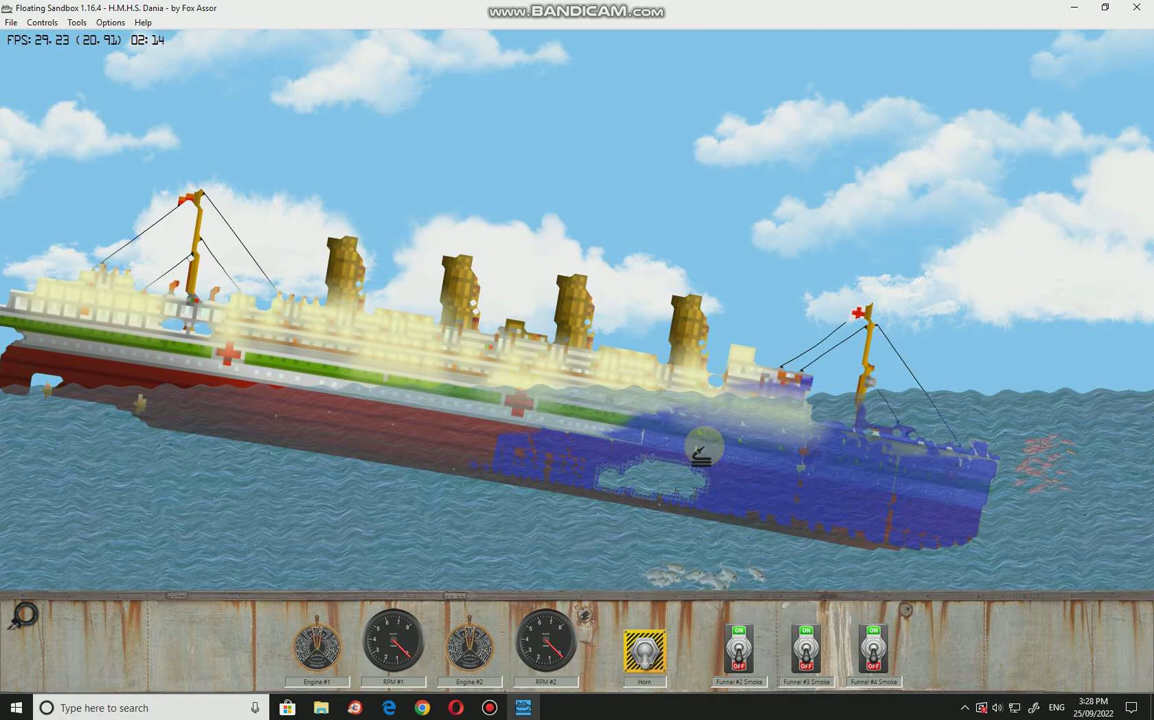 Floating Sandbox 1.16.4 - H.M.H.S. Dania - by Fox Assor
www.BANDICAM.com
File Controls Tools Options Help
FPS: 29.23 (20.91) 02:14
ON ON ON
OFF OFF OFF
Engine #1 RPM #1 Engine #2 RPM #2 Horn Funnel #2 Smoke Funnel #3 Smoke Funnel #4 Smoke
Type here to search
ENG
3:28 PM
25/09/2022